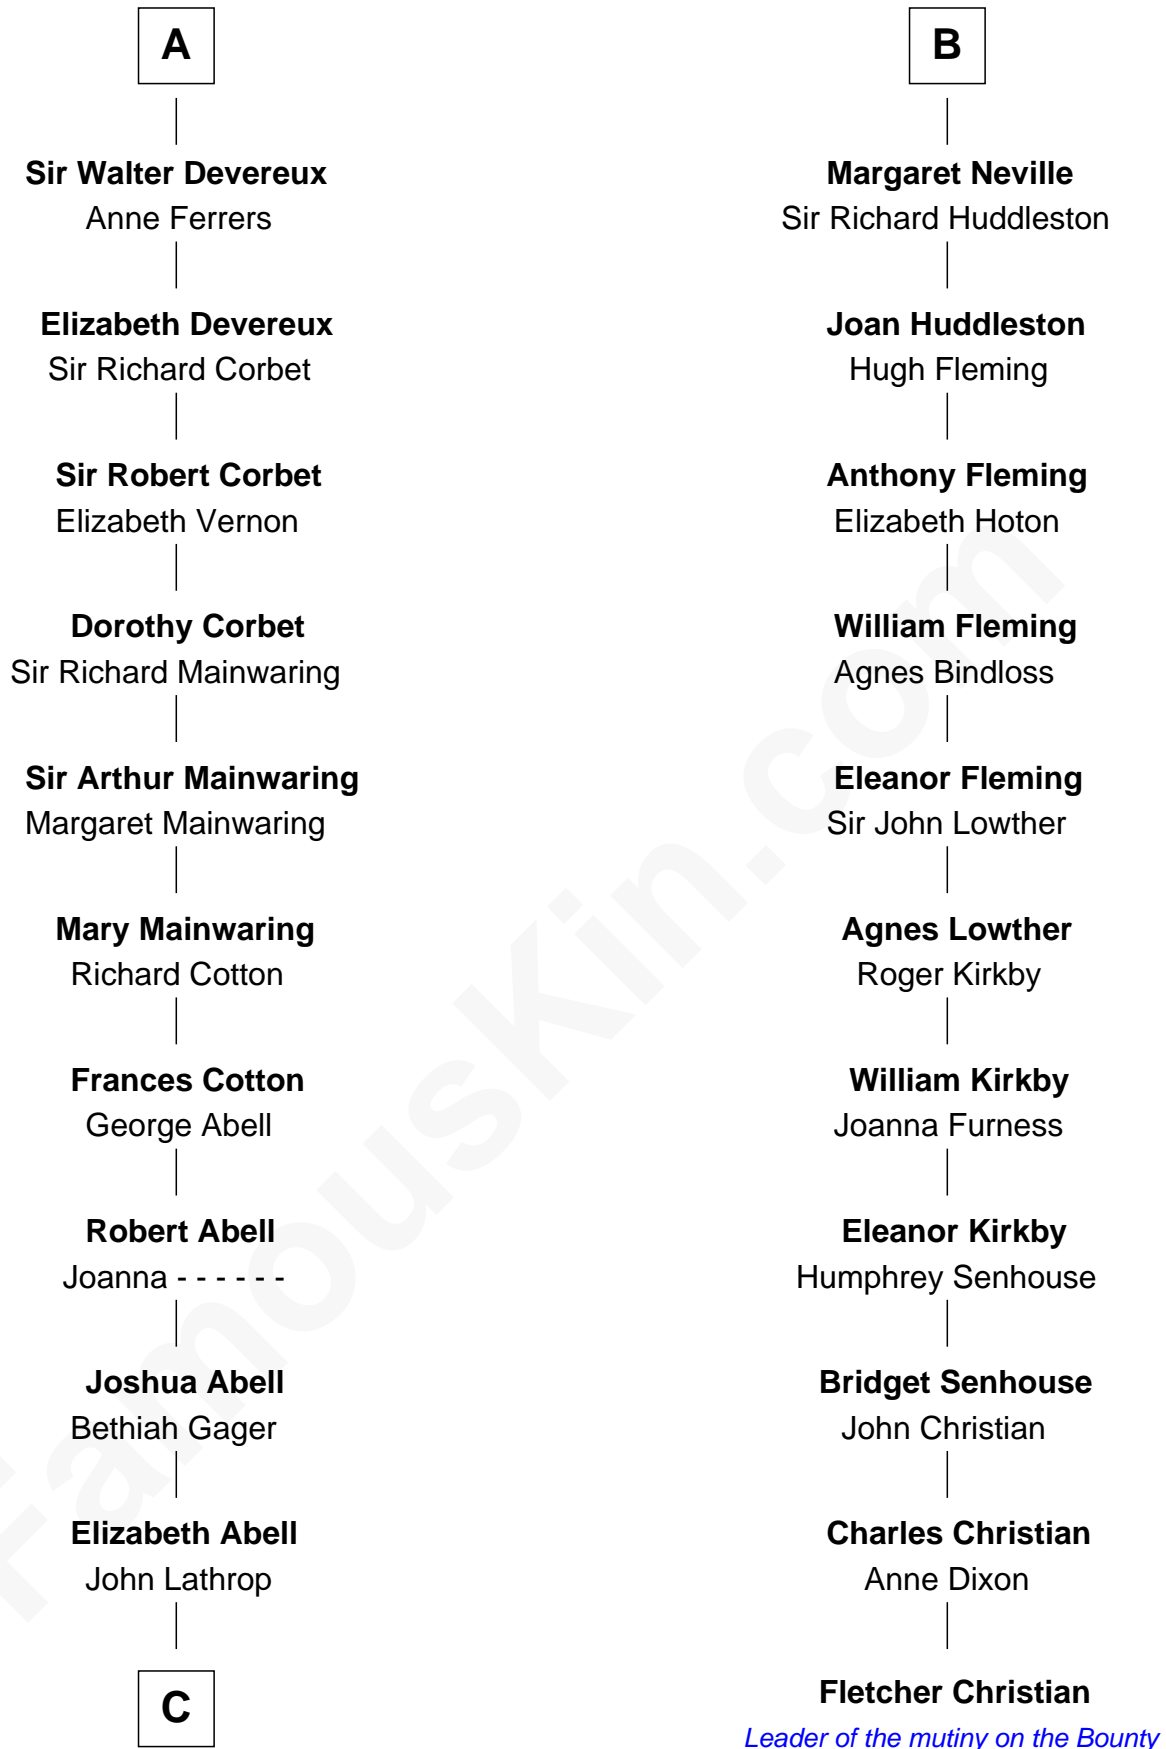 A
Sir Walter Devereux
Anne Ferrers
Elizabeth Devereux
Sir Richard Corbet
Sir Robert Corbet
Elizabeth Vernon
Dorothy Corbet
Sir Richard Mainwaring
Sir Arthur Mainwaring
Margaret Mainwaring
Mary Mainwaring
Richard Cotton
Frances Cotton
George Abell
Robert Abell
Joanna - - - - - -
Joshua Abell
Bethiah Gager
Elizabeth Abell
John Lathrop
C
B
Margaret Neville
Sir Richard Huddleston
Joan Huddleston
Hugh Fleming
Anthony Fleming
Elizabeth Hoton
William Fleming
Agnes Bindloss
Eleanor Fleming
Sir John Lowther
Agnes Lowther
Roger Kirkby
William Kirkby
Joanna Furness
Eleanor Kirkby
Humphrey Senhouse
Bridget Senhouse
John Christian
Charles Christian
Anne Dixon
Fletcher Christian
Leader of the mutiny on the Bounty
FamousKin.com